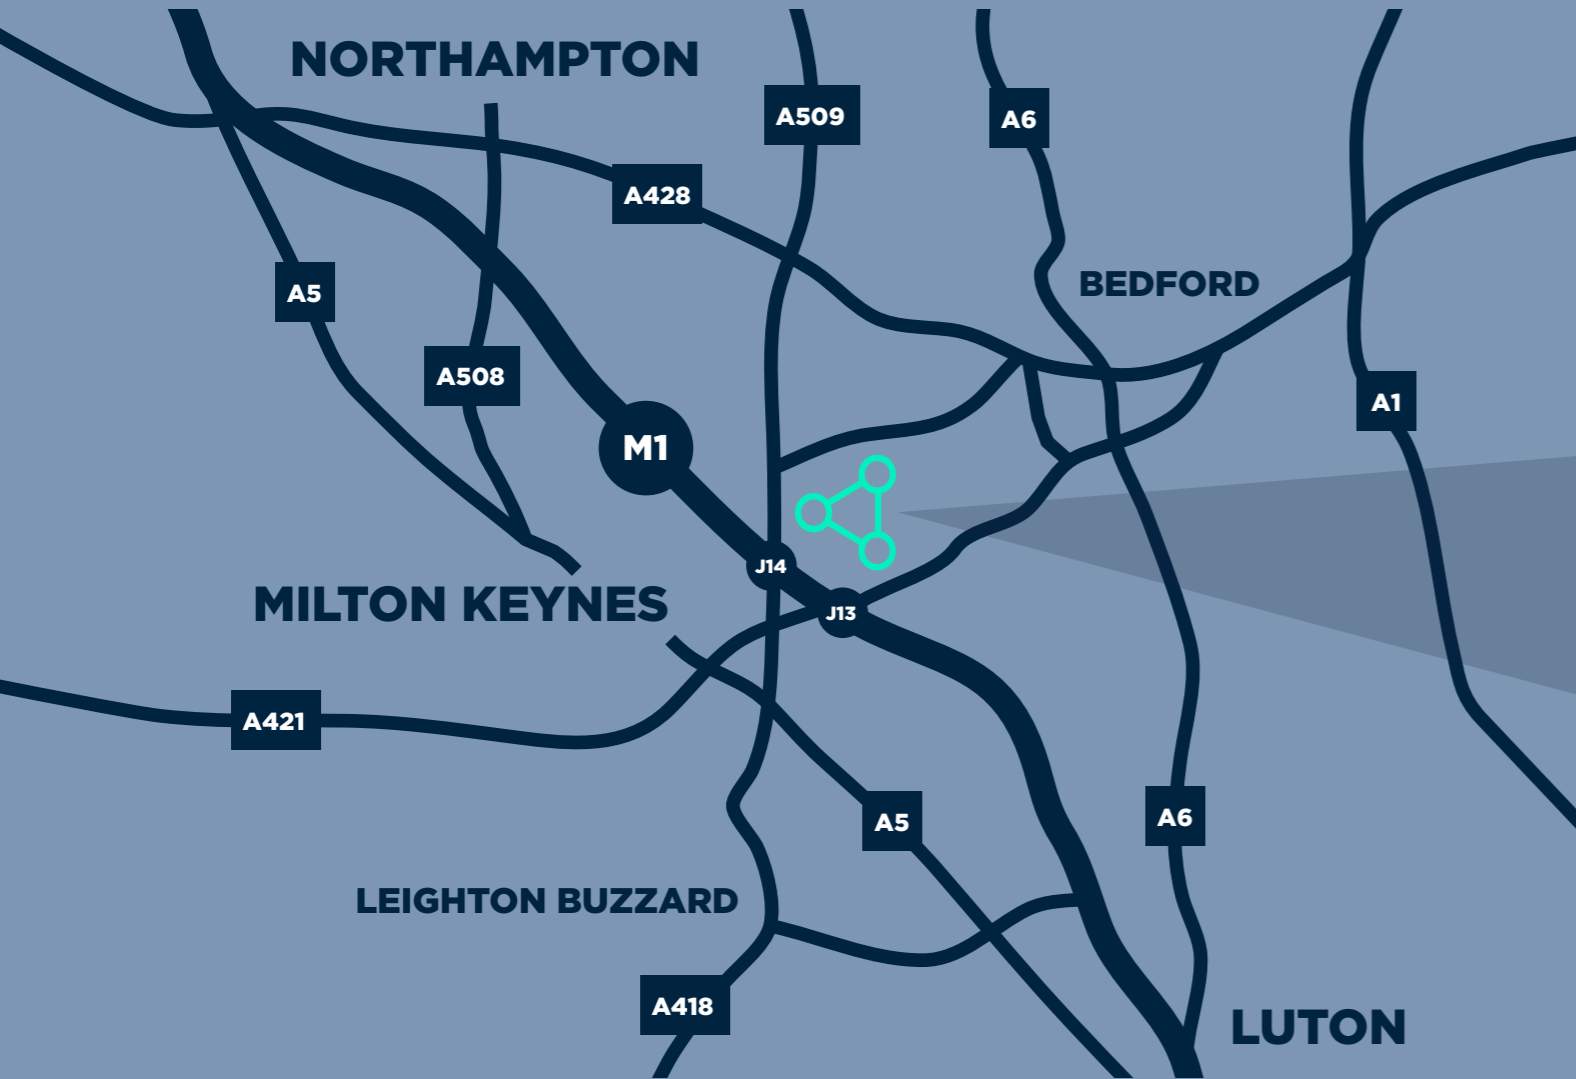 NORTHAMPTON
A509
A6
A428
BEDFORD
A5
A508
A1
M1
J14
MILTON KEYNES
J13
A421
A5
A6
LEIGHTON BUZZARD
A418
LUTON